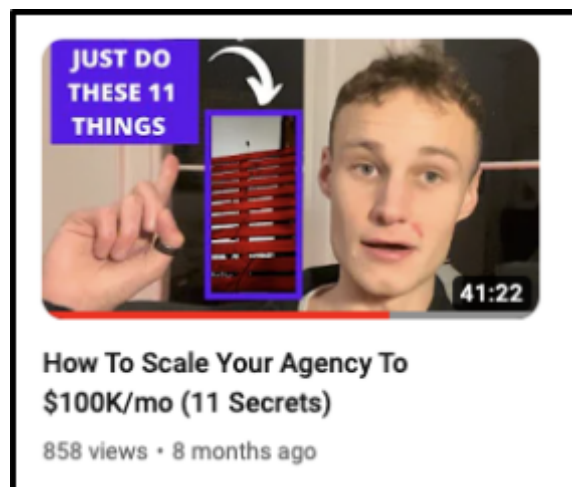 JUST DO
THESE 11
THINGS
41:22
How To Scale Your Agency To
$100K/mo (11 Secrets)
858 views • 8 months ago